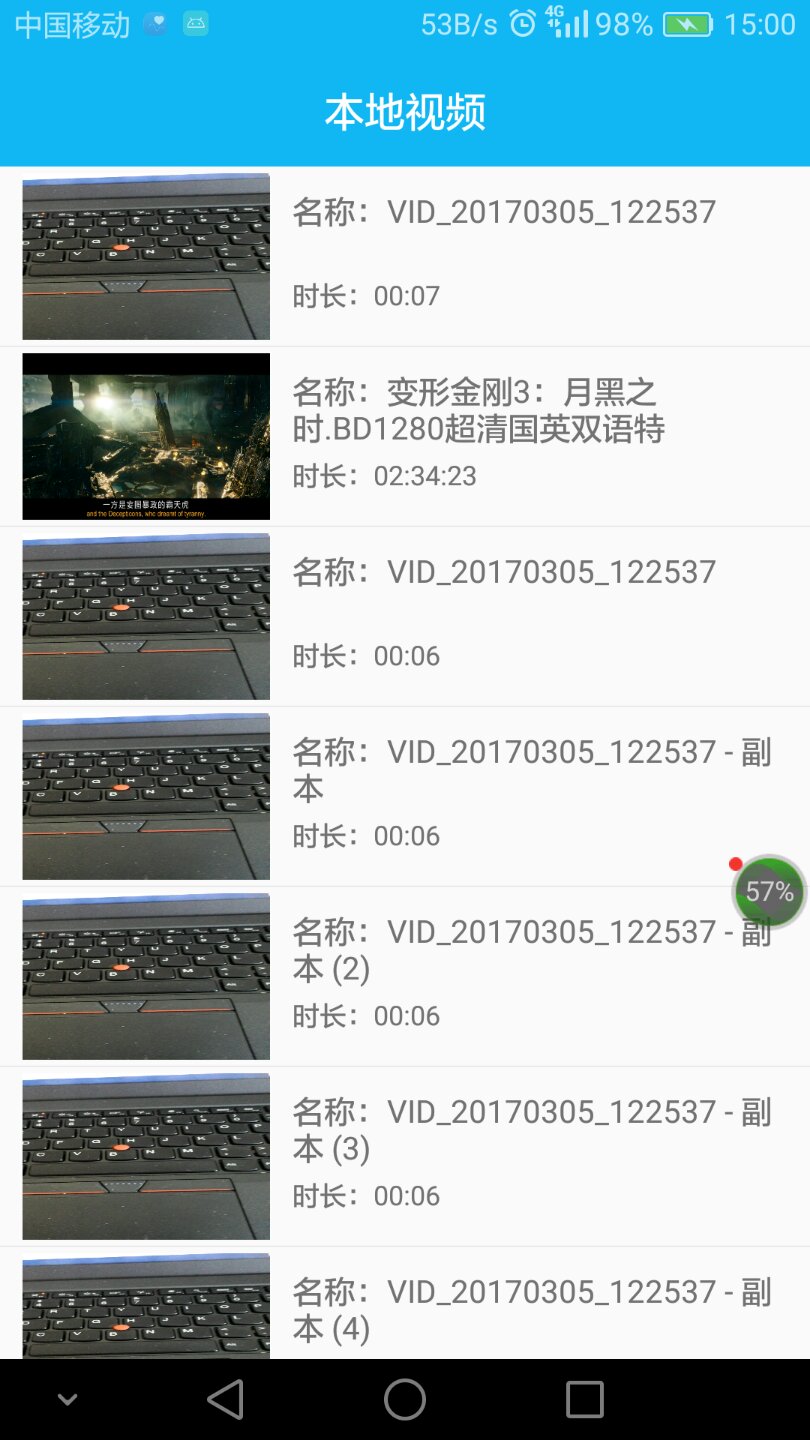 中国移动 53B/s 4G 98% 15:00
本地视频
名称：VID_20170305_122537
时长：00:07
名称：变形金刚3：月黑之
时.BD1280超清国英双语特
时长：02:34:23
一方是妄图暴政的霸天虎
and the Decepticons, who dreamt of tyranny.
名称：VID_20170305_122537
时长：00:06
名称：VID_20170305_122537 - 副
本
时长：00:06
57%
名称：VID_20170305_122537 - 副
本 (2)
时长：00:06
名称：VID_20170305_122537 - 副
本 (3)
时长：00:06
名称：VID_20170305_122537 - 副
本 (4)